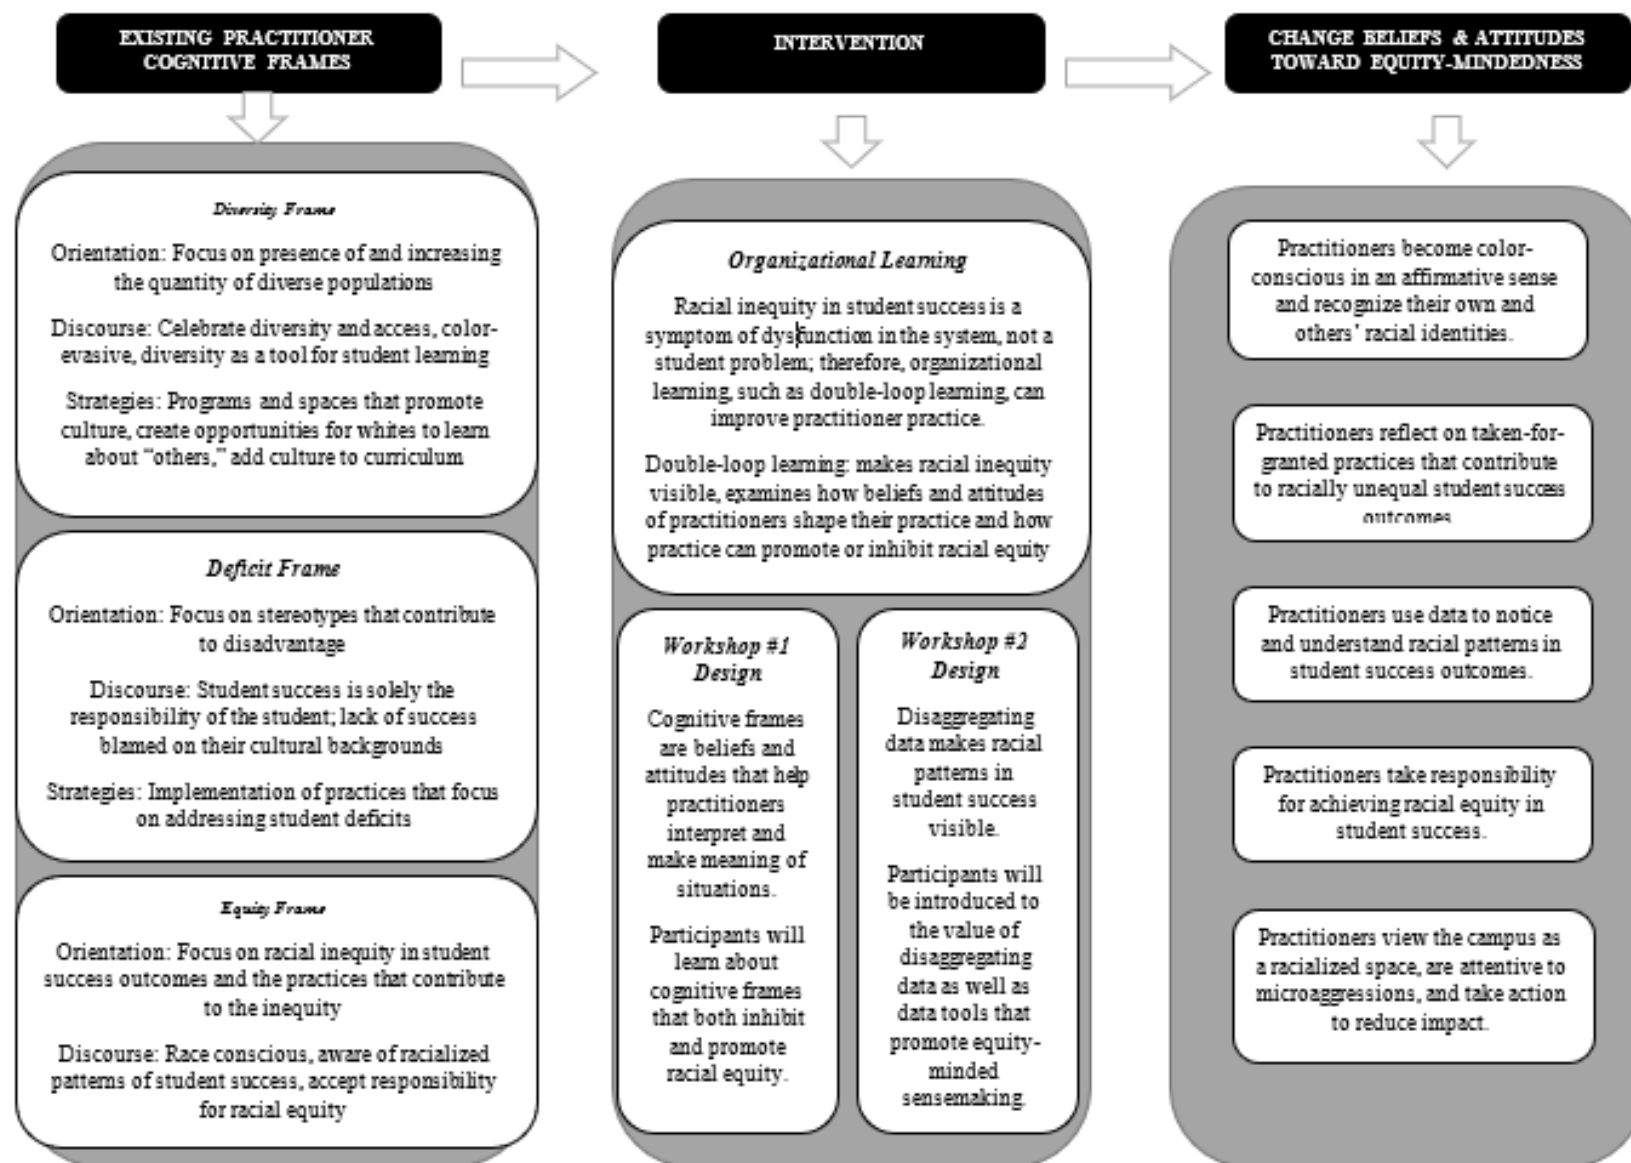 EXISTING PRACTITIONER
COGNITIVE FRAMES
Diversity Frame
Orientation: Focus on presence of and increasing
the quantity of diverse populations
Discourse: Celebrate diversity and access, color-
evasive, diversity as a tool for student learning
Strategies: Programs and spaces that promote
culture, create opportunities for whites to learn
about “others,” add culture to curriculum
Deficit Frame
Orientation: Focus on stereotypes that contribute
to disadvantage
Discourse: Student success is solely the
responsibility of the student; lack of success
blamed on their cultural backgrounds
Strategies: Implementation of practices that focus
on addressing student deficits
Equity Frame
Orientation: Focus on racial inequity in student
success outcomes and the practices that contribute
to the inequity
Discourse: Race conscious, aware of racialized
patterns of student success, accept responsibility
for racial equity
INTERVENTION
Organizational Learning
Racial inequity in student success is a
symptom of dysfunction in the system, not a
student problem; therefore, organizational
learning, such as double-loop learning, can
improve practitioner practice.
Double-loop learning: makes racial inequity
visible, examines how beliefs and attitudes
of practitioners shape their practice and how
practice can promote or inhibit racial equity
Workshop #1
Design
Cognitive frames
are beliefs and
attitudes that help
practitioners
interpret and
make meaning of
situations.
Participants will
learn about
cognitive frames
that both inhibit
and promote
racial equity.
Workshop #2
Design
Disaggregating
data makes racial
patterns in
student success
visible.
Participants will
be introduced to
the value of
disaggregating
data as well as
data tools that
promote equity-
minded
sensemaking.
CHANGE BELIEFS & ATTITUDES
TOWARD EQUITY-MINDEDNESS
Practitioners become color-
conscious in an affirmative sense
and recognize their own and
others’ racial identities.
Practitioners reflect on taken-for-
granted practices that contribute
to racially unequal student success
outcomes.
Practitioners use data to notice
and understand racial patterns in
student success outcomes.
Practitioners take responsibility
for achieving racial equity in
student success.
Practitioners view the campus as
a racialized space, are attentive to
microaggressions, and take action
to reduce impact.